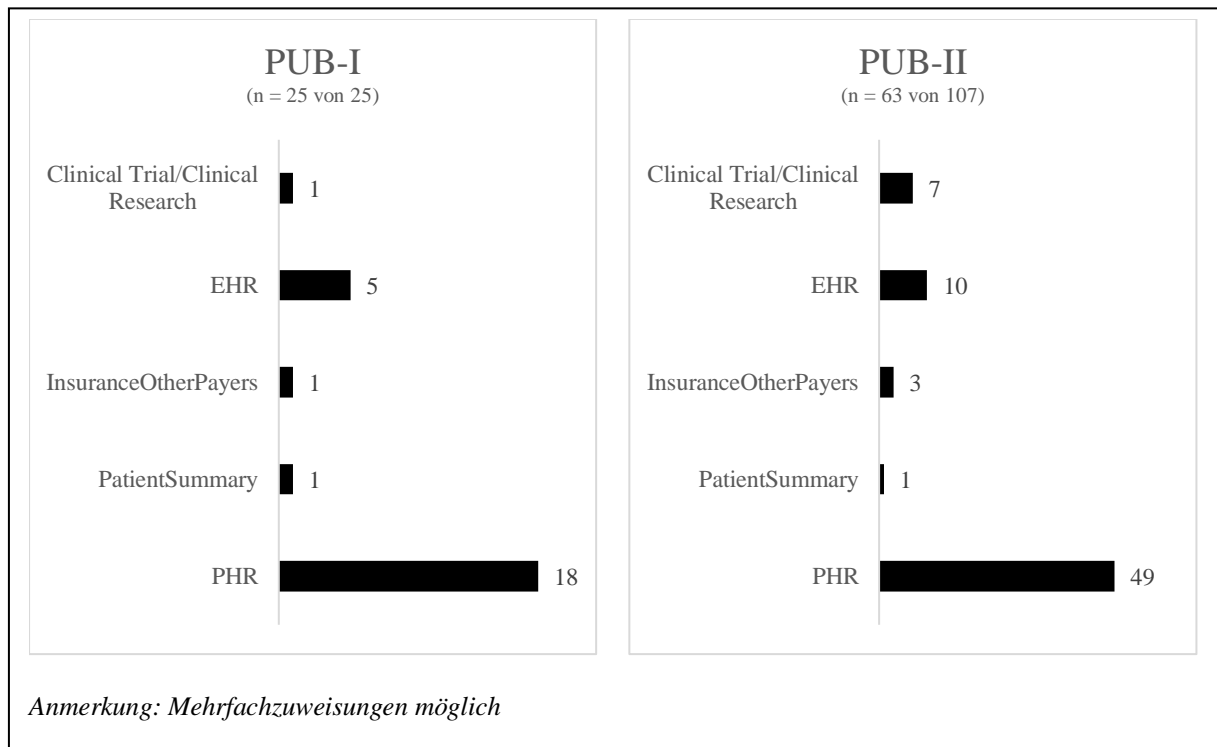 PUB-I
(n = 25 von 25)
Clinical Trial/Clinical
Research
1
EHR
5
InsuranceOtherPayers
1
PatientSummary
1
PHR
18
PUB-II
(n = 63 von 107)
Clinical Trial/Clinical
Research
7
EHR
10
InsuranceOtherPayers
3
PatientSummary
1
PHR
49
Anmerkung: Mehrfachzuweisungen möglich